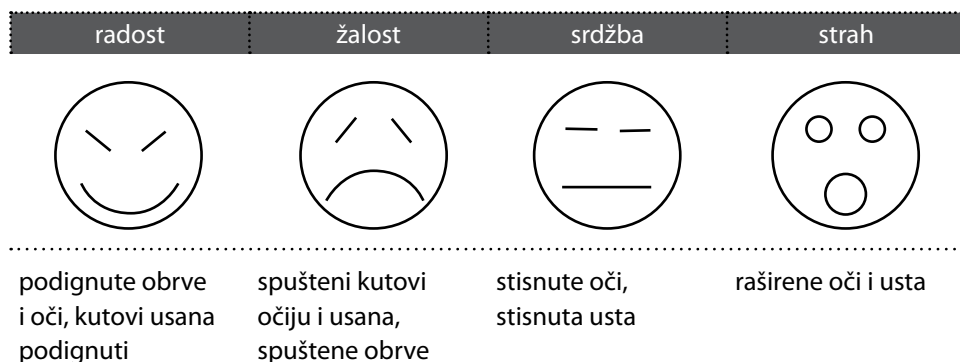 radost
žalost
srdžba
strah
podignute obrve
i oči, kutovi usana
podignuti
spušteni kutovi
očiju i usana,
spuštene obrve
stisnute oči,
stisnuta usta
raširene oči i usta